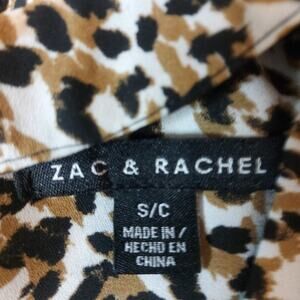 ZAC & RACHEL
S/C
MADE IN /
HECHO EN
CHINA